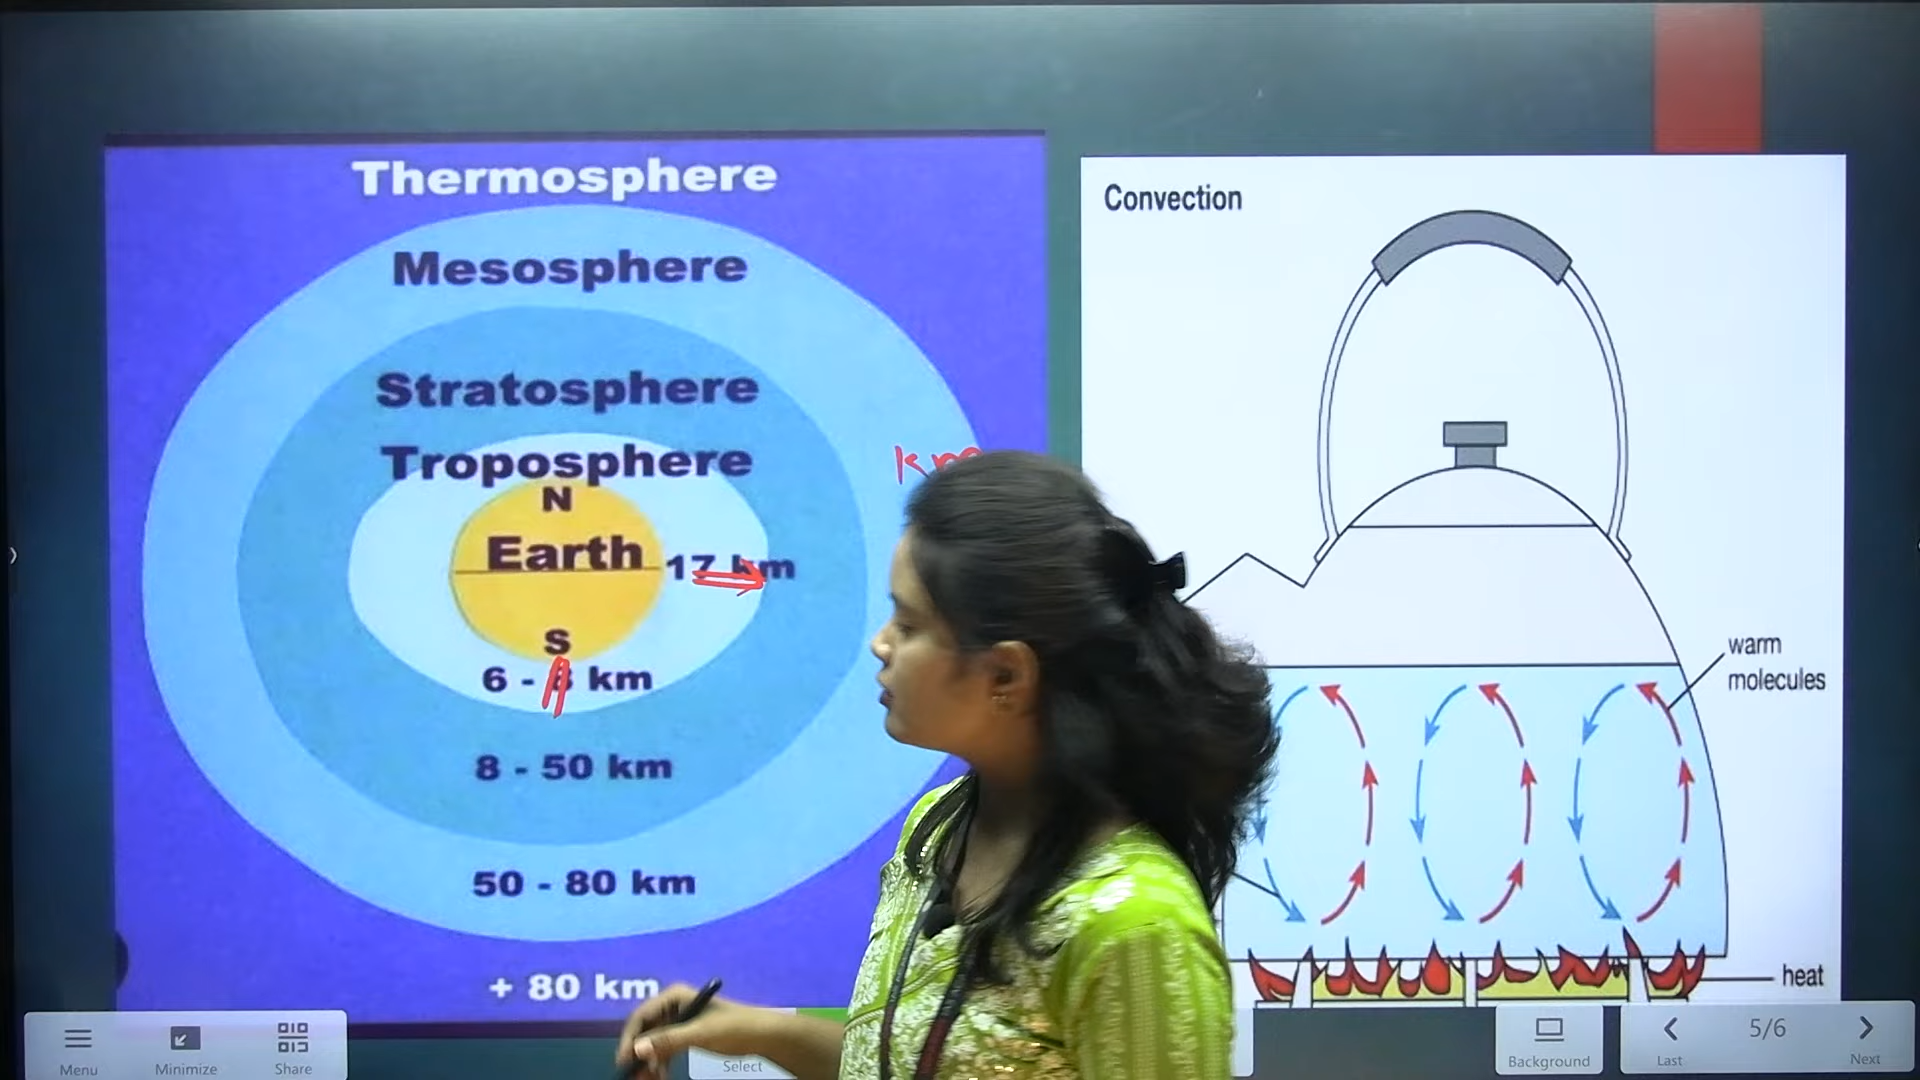 Thermosphere
Mesosphere
Stratosphere
Troposphere
N
Earth
17 km
S
6 - 8 km
8 - 50 km
50 - 80 km
+ 80 km
Convection
warm
molecules
heat
Menu
Minimize
Share
Select
Background
Last
5/6
Next